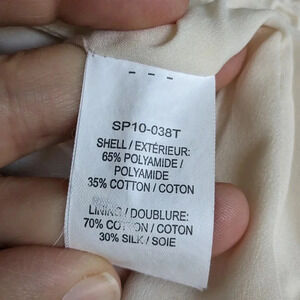 SP10-038T
SHELL / EXTÉRIEUR:
65% POLYAMIDE /
POLYAMIDE
35% COTTON / COTON
LINING / DOUBLURE:
70% COTTON / COTON
30% SILK / SOIE